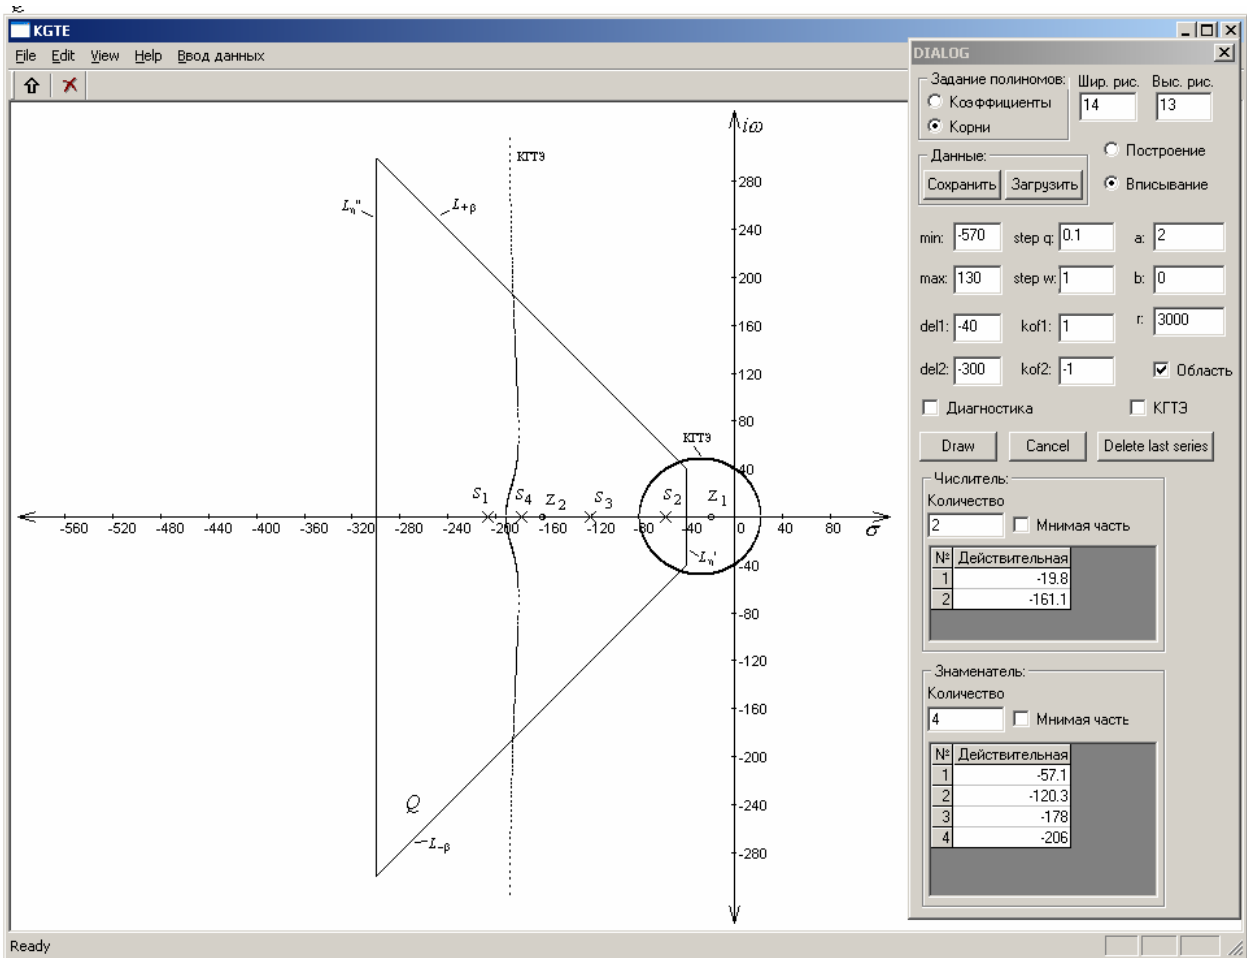 KGTE
File Edit View Help Ввод данных
iω
КГТЭ
280
Lη"
L+β
240
200
160
120
80
КГТЭ
40
S1 S4 Z2 S3 S2 Z1
-560 -520 -480 -440 -400 -360 -320 -280 -240 -200 -160 -120 -80 -40 0 40 80 σ
Lη'
-40
-80
-120
-160
-200
Q
-240
L-β
-280
DIALOG
Задание полиномов:
Коэффициенты
Корни
Шир. рис. Выс. рис.
14 13
Данные:
Сохранить Загрузить
Построение
Вписывание
min: -570 step q: 0.1 a: 2
max: 130 step w: 1 b: 0
del1: -40 kof1: 1 r: 3000
del2: -300 kof2: -1 Область
Диагностика КГТЭ
Draw Cancel Delete last series
Числитель:
Количество
2 Мнимая часть
№ Действительная
1 -19.8
2 -161.1
Знаменатель:
Количество
4 Мнимая часть
№ Действительная
1 -57.1
2 -120.3
3 -178
4 -206
Ready